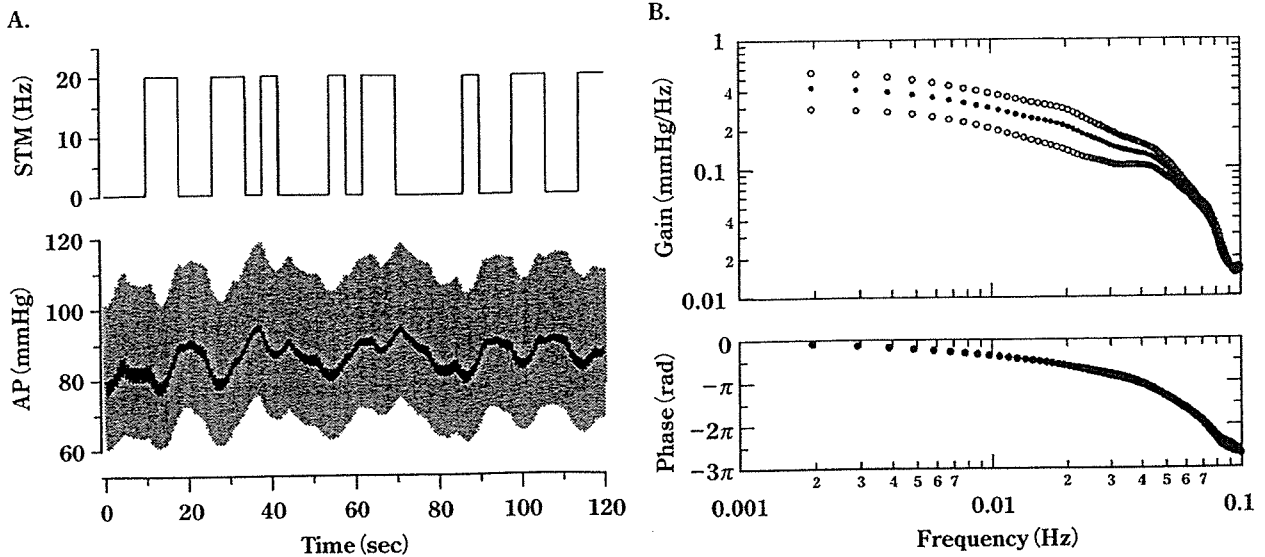 A.
STM (Hz)
20
10
0
AP (mmHg)
120
100
80
60
0 20 40 60 80 100 120
Time (sec)
B.
Gain (mmHg/Hz)
1
4
2
0.1
4
2
0.01
Phase (rad)
0
−π
−2π
−3π
2 3 4 5 6 7 2 3 4 5 6 7
0.001 0.01 0.1
Frequency (Hz)